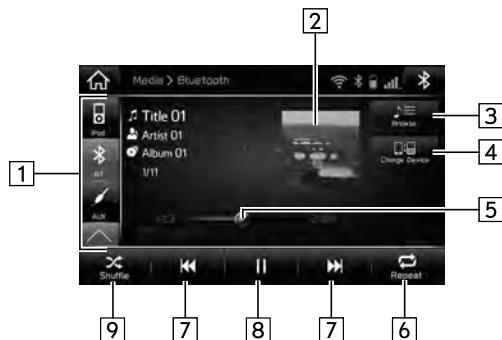 2
Media > Bluetooth
iPod
Title 01
Artist 01
Album 01
1/11
Browse
3
Change Device
4
1
BT
AUX
5
Shuffle
Repeat
9
7
8
7
6